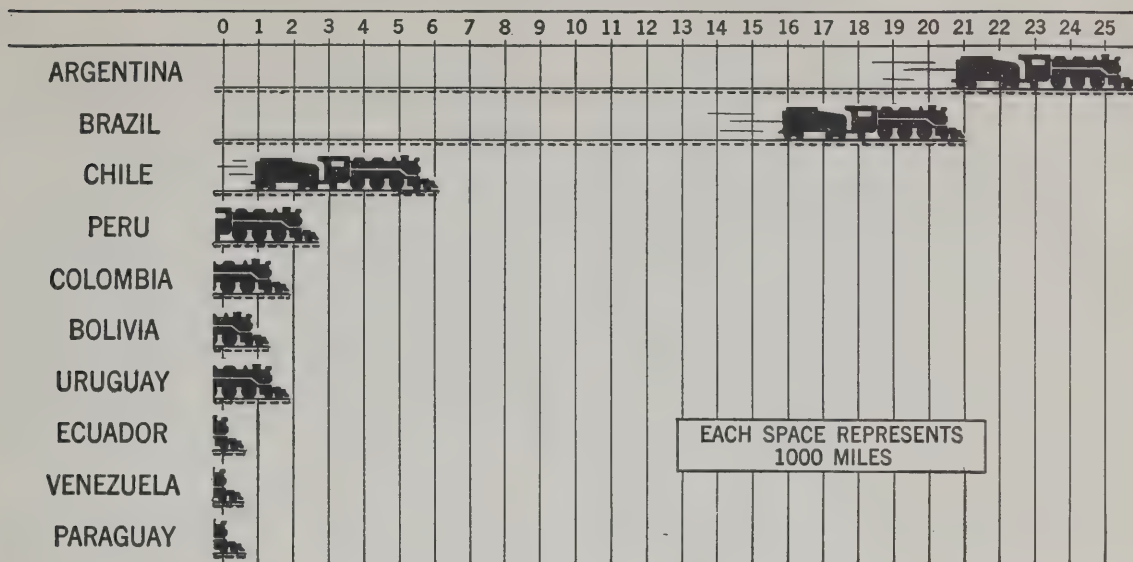 0 1 2 3 4 5 6 7 8 9 10 11 12 13 14 15 16 17 18 19 20 21 22 23 24 25
ARGENTINA
BRAZIL
CHILE
PERU
COLOMBIA
BOLIVIA
URUGUAY
ECUADOR
EACH SPACE REPRESENTS
1000 MILES
VENEZUELA
PARAGUAY